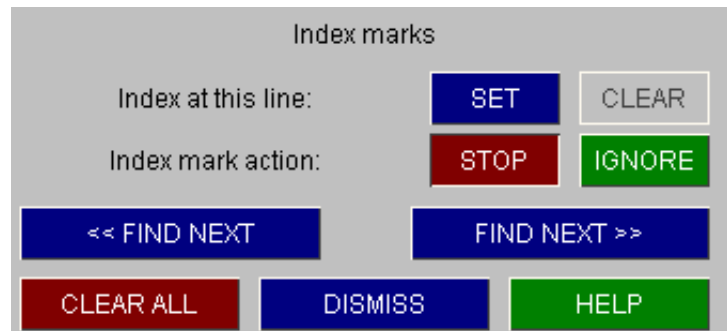 Index marks
Index at this line: SET CLEAR
Index mark action: STOP IGNORE
<< FIND NEXT FIND NEXT >>
CLEAR ALL DISMISS HELP